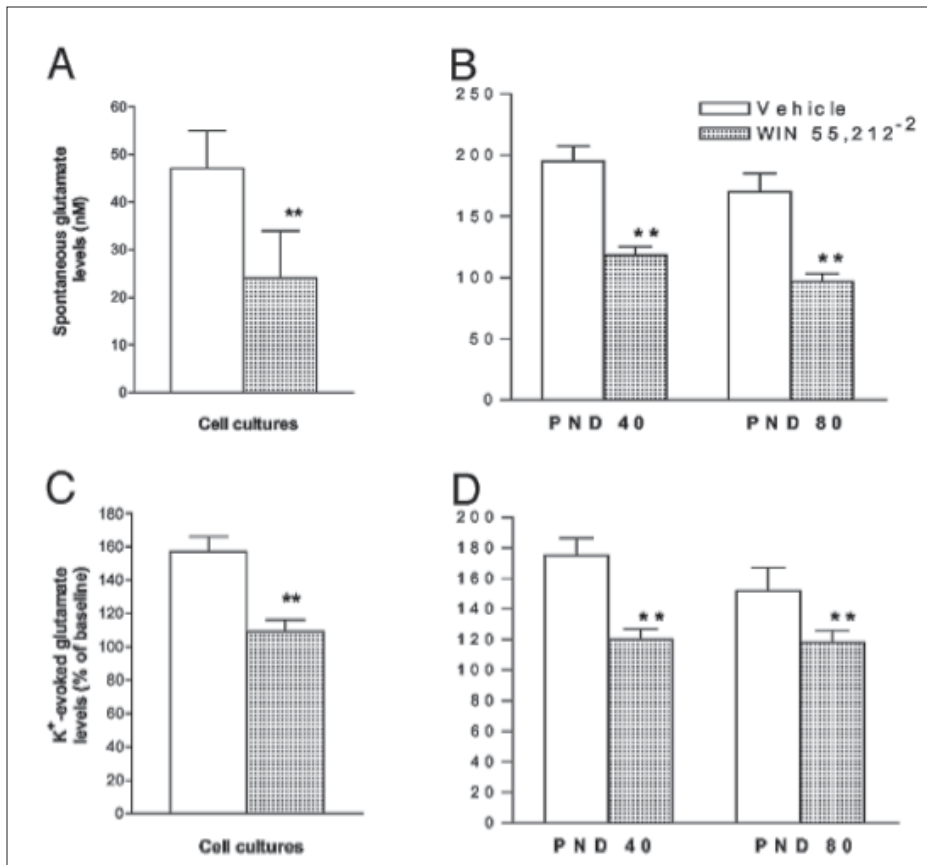 A
Spontaneous glutamate
levels (nM)
60
50
40
30
20
10
0
**
Cell cultures
B
250
200
150
100
50
0
Vehicle
WIN 55,212-2
**
**
PND 40
PND 80
C
K+-evoked glutamate
levels (% of baseline)
180
160
140
120
100
80
60
40
20
0
**
Cell cultures
D
200
180
160
140
120
100
80
60
40
20
0
**
**
PND 40
PND 80